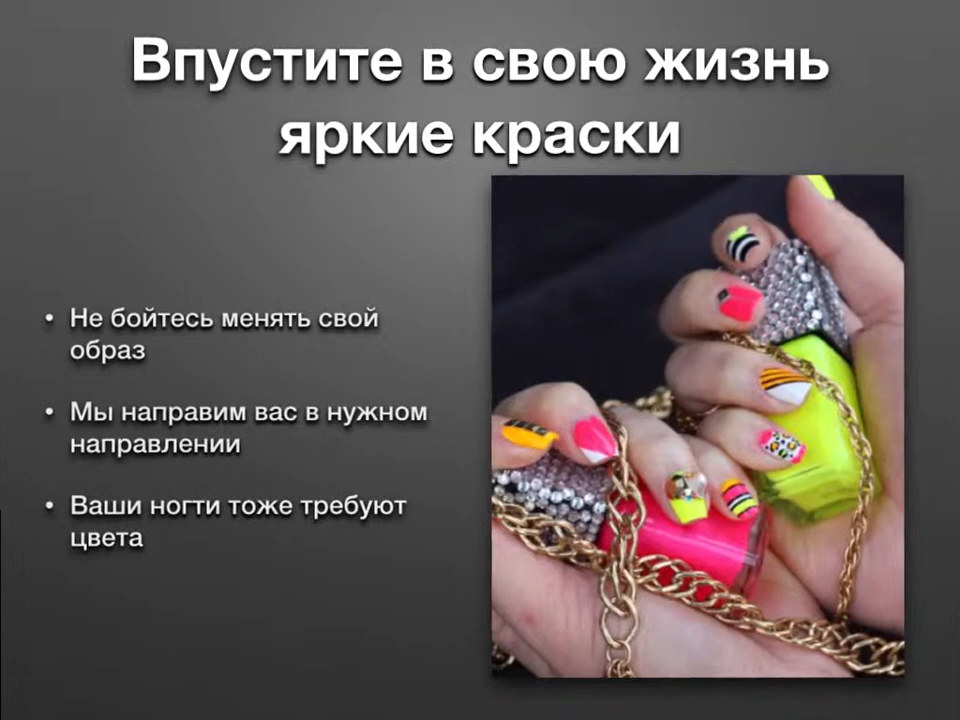 Впустите в свою жизнь
яркие краски
• Не бойтесь менять свой
образ
• Мы направим вас в нужном
направлении
• Ваши ногти тоже требуют
цвета